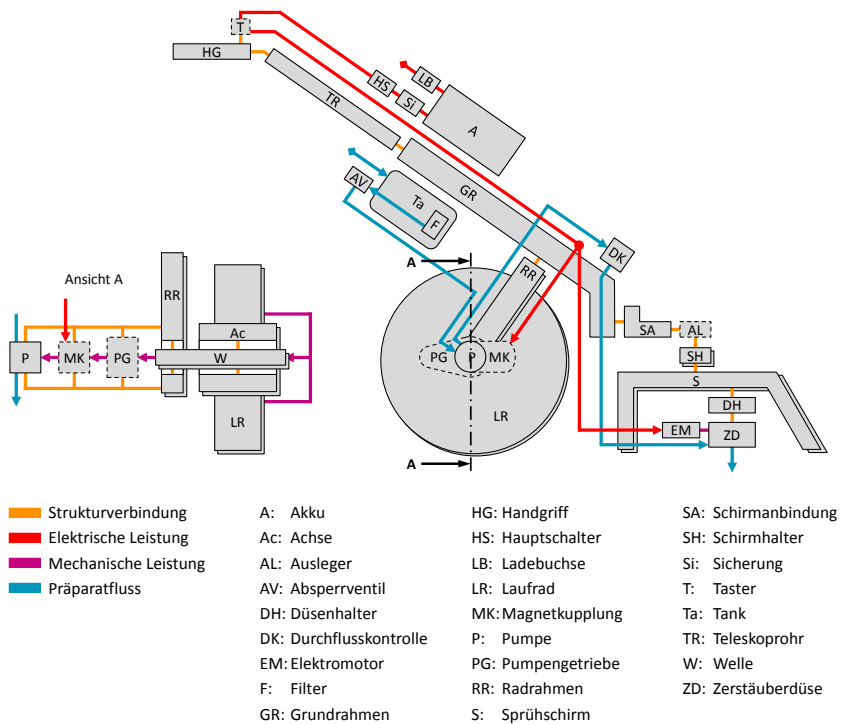 T
HG
TR
LB
HS
Si
A
GR
AV
Ta
F
DK
A
RR
Ansicht A
RR
Ac
P
MK
PG
W
LR
PG
P
MK
LR
SA
AL
SH
S
DH
EM
ZD
A
Strukturverbindung
Elektrische Leistung
Mechanische Leistung
Präparatfluss
A: Akku
Ac: Achse
AL: Ausleger
AV: Absperrventil
DH: Düsenhalter
DK: Durchflusskontrolle
EM: Elektromotor
F: Filter
GR: Grundrahmen
HG: Handgriff
HS: Hauptschalter
LB: Ladebuchse
LR: Laufrad
MK: Magnetkupplung
P: Pumpe
PG: Pumpengetriebe
RR: Radrahmen
S: Sprühschirm
SA: Schirmanbindung
SH: Schirmhalter
Si: Sicherung
T: Taster
Ta: Tank
TR: Teleskoprohr
W: Welle
ZD: Zerstäuberdüse